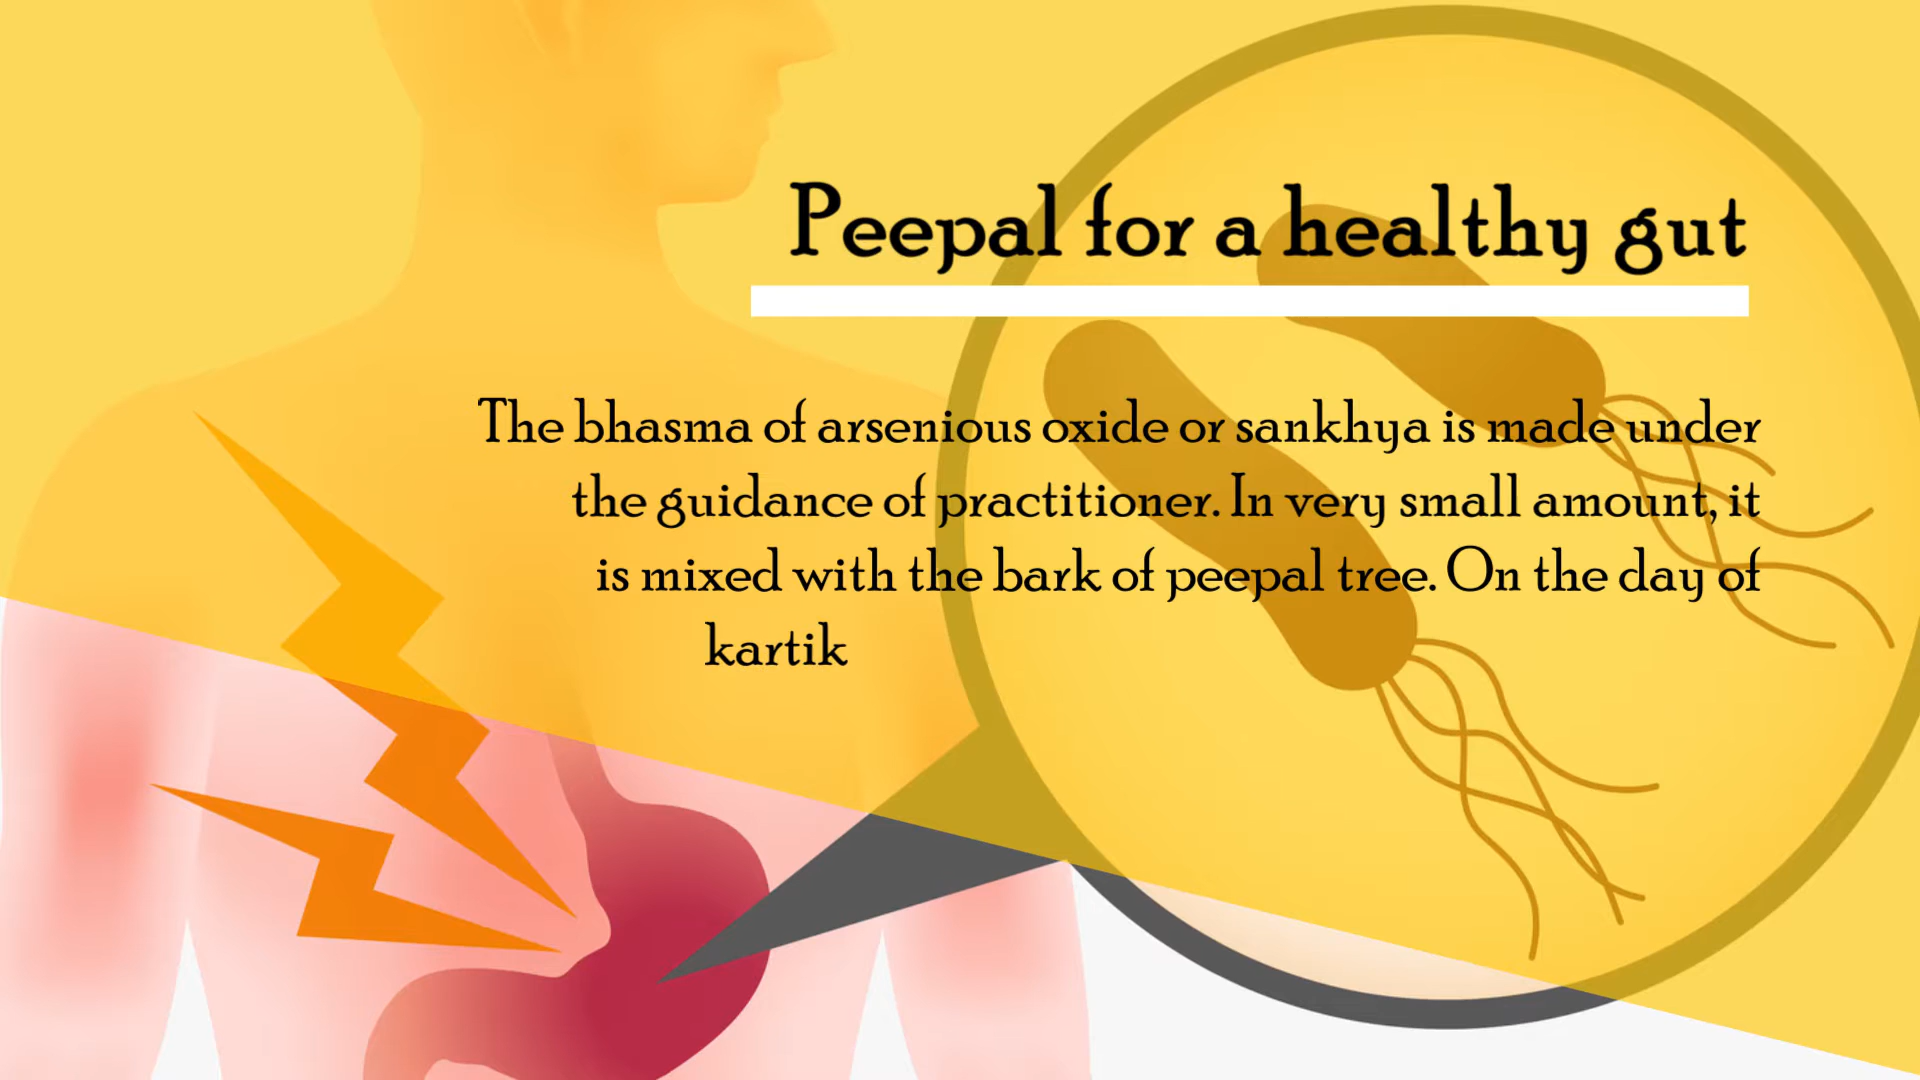 Peepal for a healthy gut
The bhasma of arsenious oxide or sankhya is made under
the guidance of practitioner. In very small amount, it
is mixed with the bark of peepal tree. On the day of
kartik